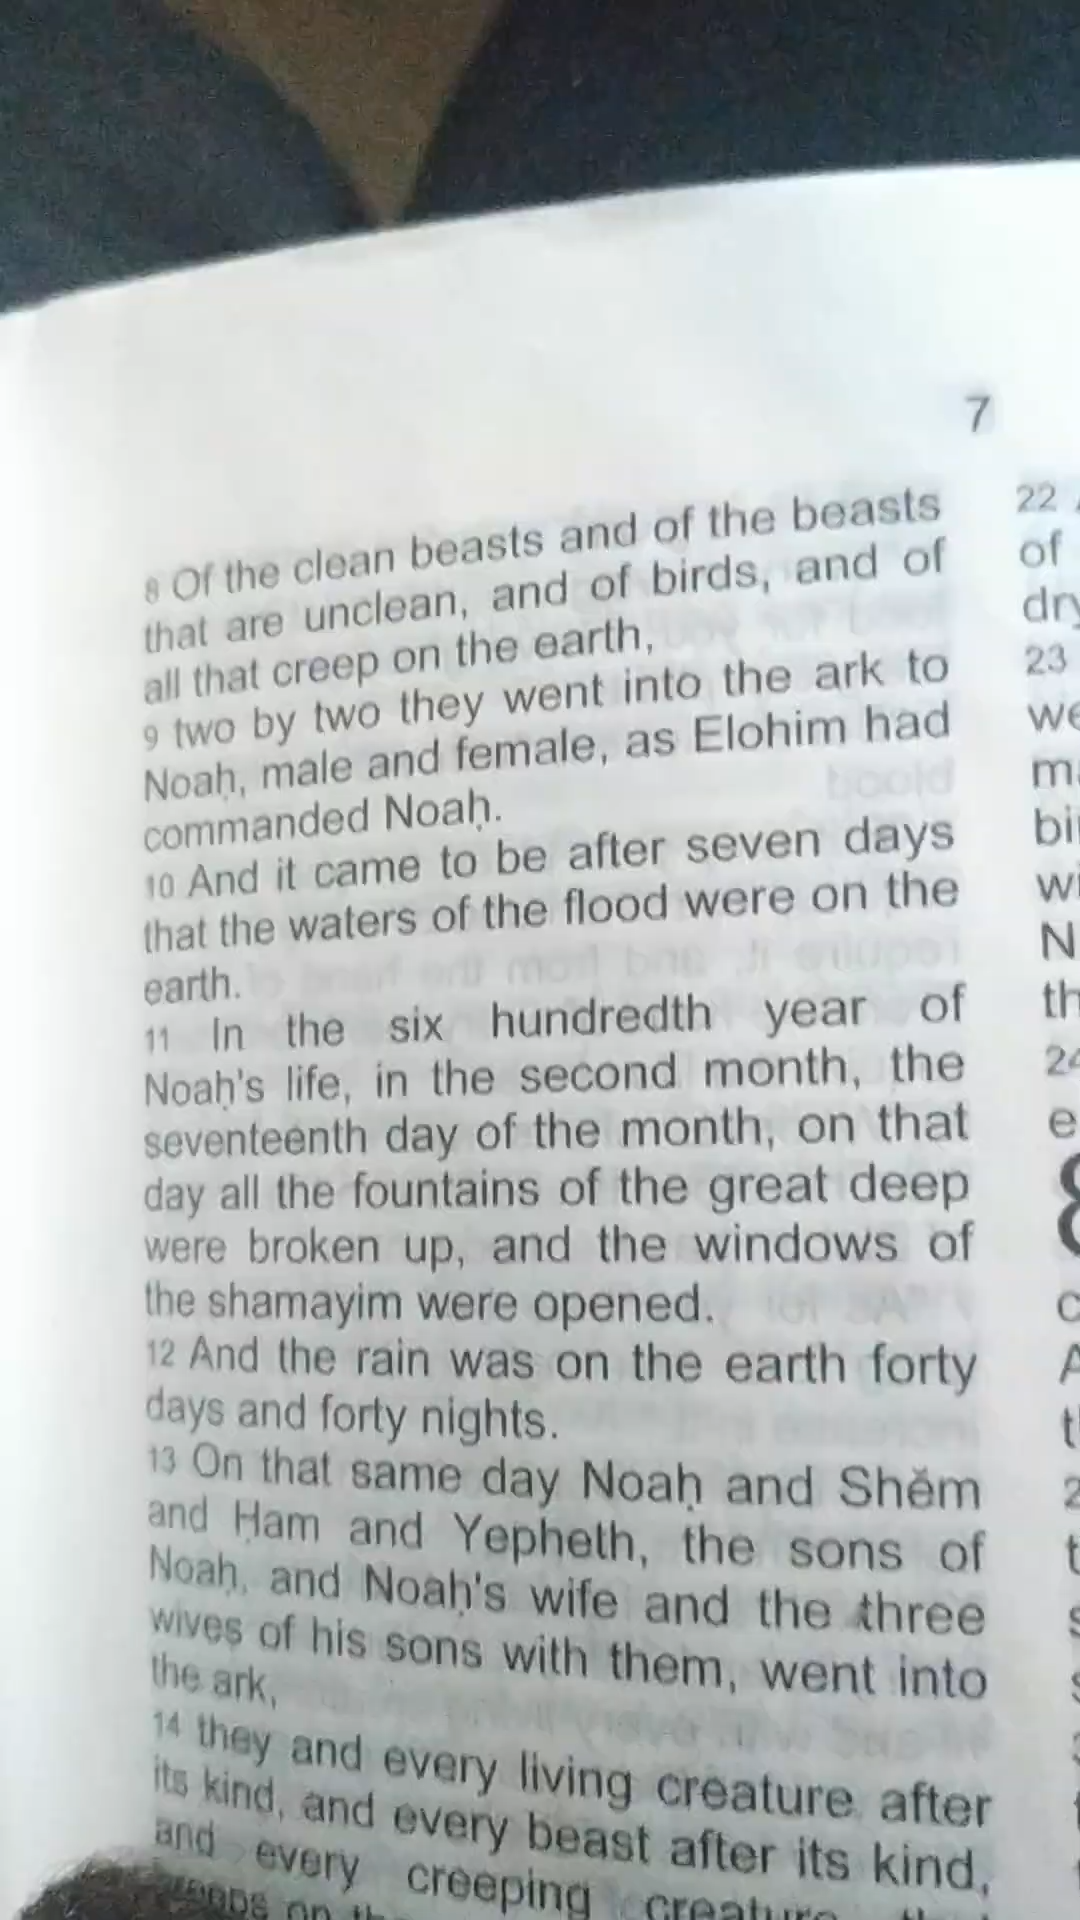 7
8 Of the clean beasts and of the beasts
that are unclean, and of birds, and of
all that creep on the earth,
9 two by two they went into the ark to
Noaḥ, male and female, as Elohim had
commanded Noaḥ.
10 And it came to be after seven days
that the waters of the flood were on the
earth.
11 In the six hundredth year of
Noaḥ's life, in the second month, the
seventeenth day of the month, on that
day all the fountains of the great deep
were broken up, and the windows of
the shamayim were opened.
12 And the rain was on the earth forty
days and forty nights.
13 On that same day Noaḥ and Shĕm
and Ḥam and Yepheth, the sons of
Noaḥ, and Noaḥ's wife and the three
wives of his sons with them, went into
the ark,
14 they and every living creature after
its kind, and every beast after its kind,
and every creeping creature
on
22
of
23
24
8